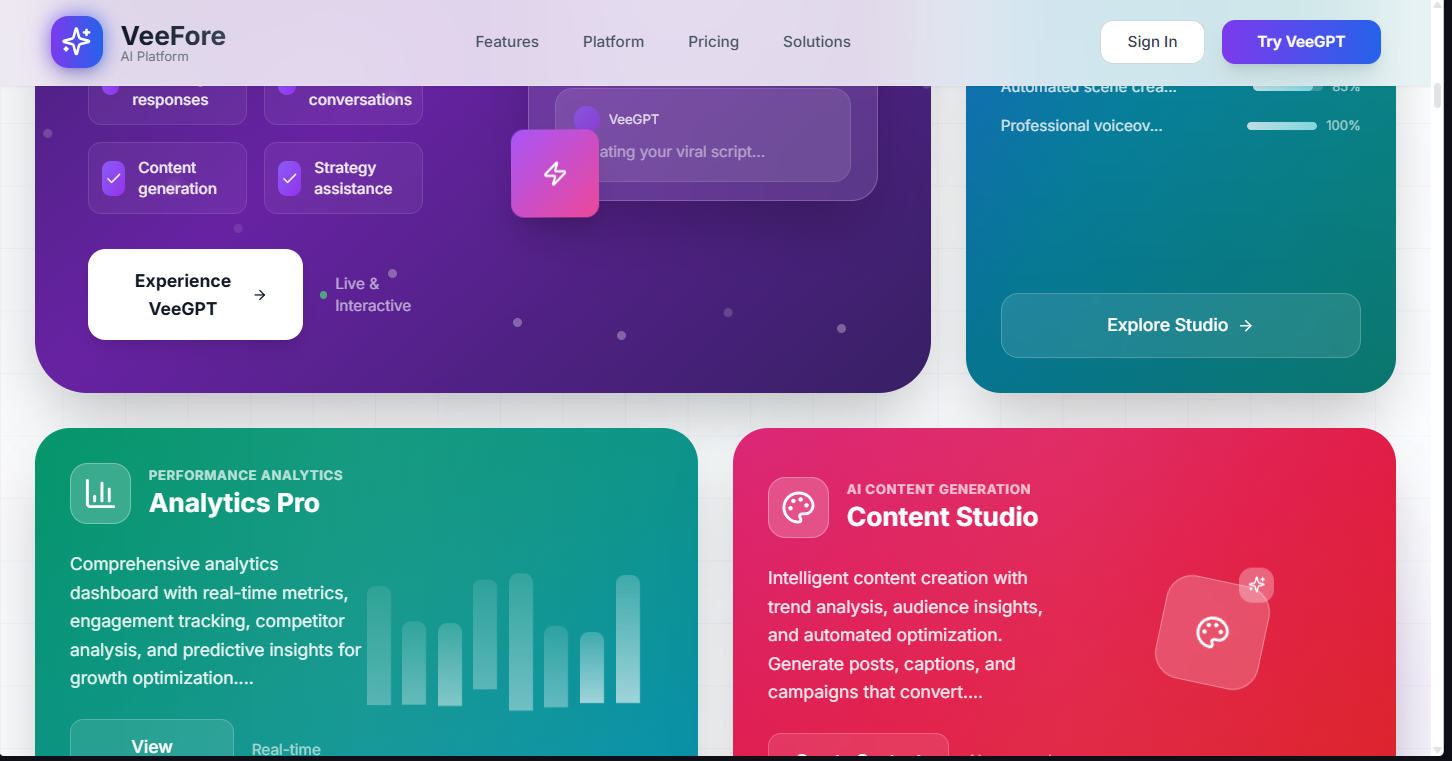 VeeFore
AI Platform
Features
Platform
Pricing
Solutions
Sign In
Try VeeGPT
responses
conversations
Content
generation
Strategy
assistance
Experience
VeeGPT
Live &
Interactive
VeeGPT
ating your viral script...
Automated scene crea...
85%
Professional voiceov...
100%
Explore Studio
PERFORMANCE ANALYTICS
Analytics Pro
Comprehensive analytics
dashboard with real-time metrics,
engagement tracking, competitor
analysis, and predictive insights for
growth optimization....
View
Real-time
AI CONTENT GENERATION
Content Studio
Intelligent content creation with
trend analysis, audience insights,
and automated optimization.
Generate posts, captions, and
campaigns that convert....